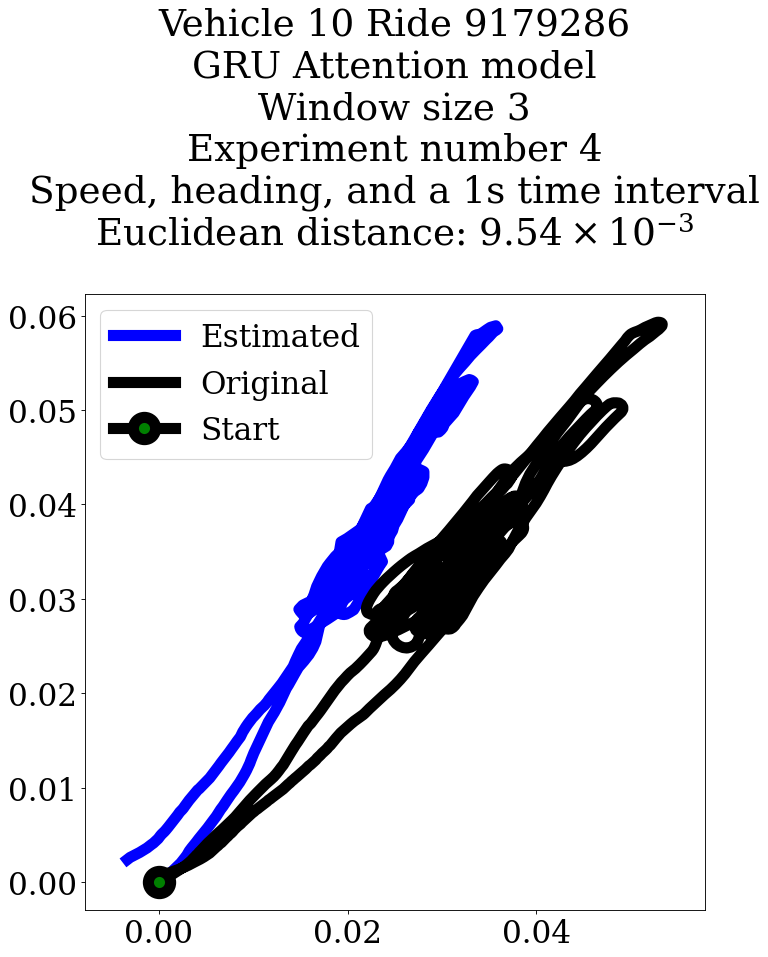 Vehicle 10 Ride 9179286
GRU Attention model
Window size 3
Experiment number 4
Speed, heading, and a 1s time interval
Euclidean distance: 9.54 × 10⁻³
0.06
Estimated
Original
Start
0.05
0.04
0.03
0.02
0.01
0.00
0.00 0.02 0.04